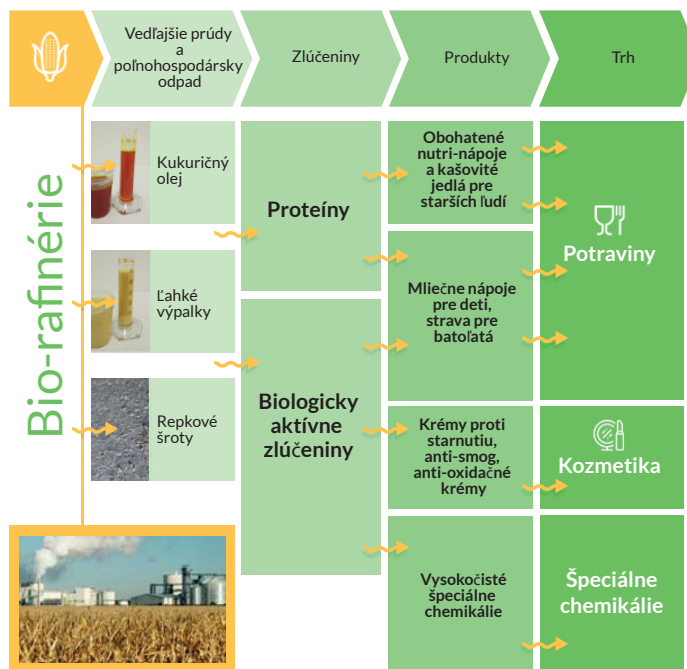 Vedľajšie prúdy
a
poľnohospodársky
odpad
Zlúčeniny
Produkty
Trh
Bio-rafinérie
Kukuričný
olej
Ľahké
výpalky
Repkové
šroty
Proteíny
Biologicky
aktívne
zlúčeniny
Obohatené
nutri-nápoje
a kašovité
jedlá pre
starších ľudí
Mliečne nápoje
pre deti,
strava pre
batoľatá
Krémy proti
starnutiu,
anti-smog,
anti-oxidačné
krémy
Vysokočisté
špeciálne
chemikálie
Potraviny
Kozmetika
Špeciálne
chemikálie